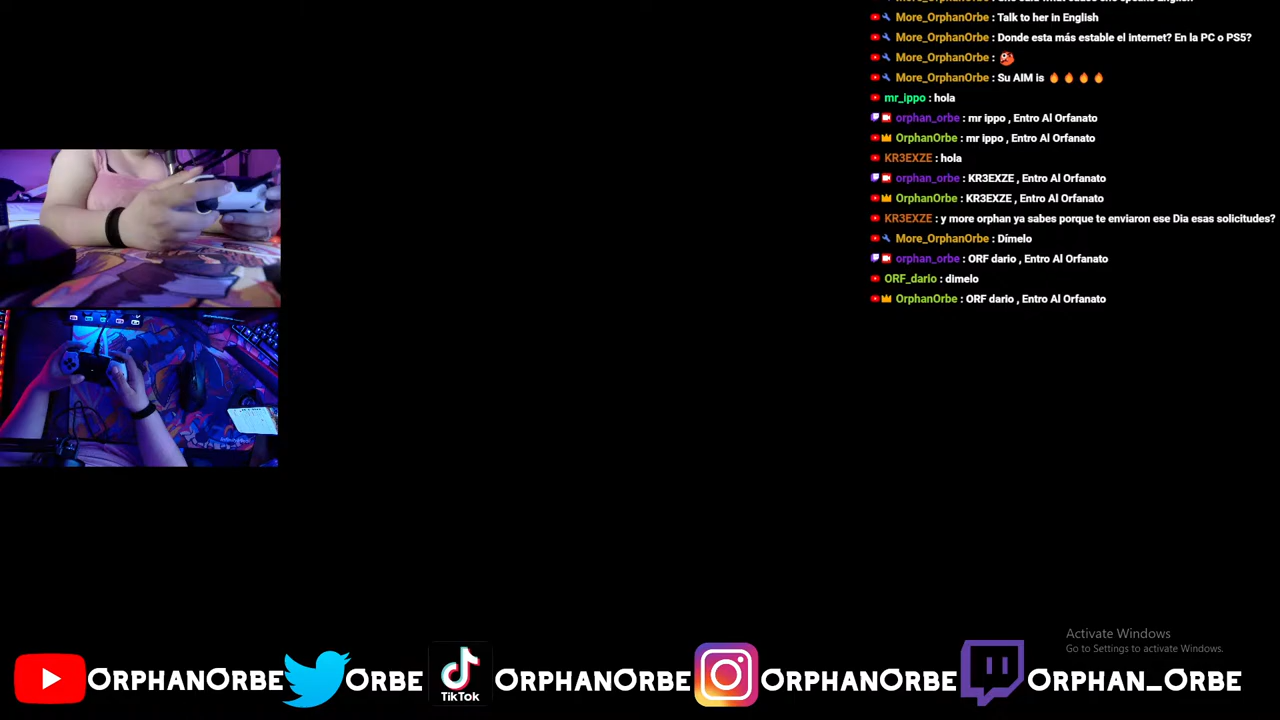 More_OrphanOrbe : Talk to her in English
More_OrphanOrbe : Donde esta más estable el Internet? En la PC o PS5?
More_OrphanOrbe :
More_OrphanOrbe : Su AIM is 🔥 🔥 🔥 🔥
mr_ippo : hola
orphan_orbe : mr ippo , Entro Al Orfanato
OrphanOrbe : mr ippo , Entro Al Orfanato
KR3EXZE : hola
orphan_orbe : KR3EXZE , Entro Al Orfanato
OrphanOrbe : KR3EXZE , Entro Al Orfanato
KR3EXZE : y more orphan ya sabes porque te enviaron ese Dia esas solicitudes?
More_OrphanOrbe : Dímelo
orphan_orbe : ORF dario , Entro Al Orfanato
ORF_dario : dimelo
OrphanOrbe : ORF dario , Entro Al Orfanato
Activate Windows
Go to Settings to activate Windows.
ORPHANORBE ORBE TikTok ORPHANORBE ORPHANORBE ORPHAN_ORBE